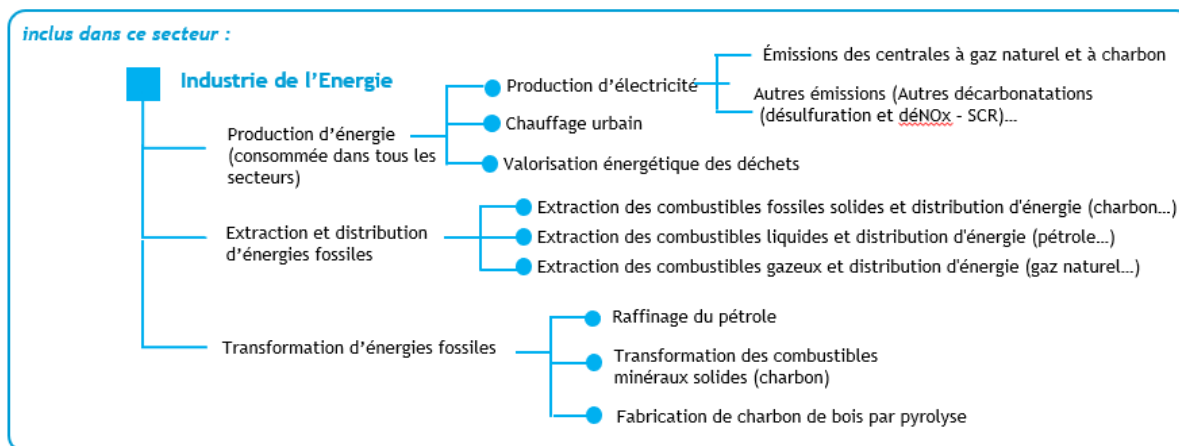 inclus dans ce secteur :
Industrie de l’Energie
Production d’énergie
(consommée dans tous les
secteurs)
Production d’électricité
Émissions des centrales à gaz naturel et à charbon
Autres émissions (Autres décarbonatations
(désulfuration et déNOx - SCR)...
Chauffage urbain
Valorisation énergétique des déchets
Extraction et distribution
d’énergies fossiles
Extraction des combustibles fossiles solides et distribution d'énergie (charbon...)
Extraction des combustibles liquides et distribution d'énergie (pétrole...)
Extraction des combustibles gazeux et distribution d'énergie (gaz naturel...)
Transformation d’énergies fossiles
Raffinage du pétrole
Transformation des combustibles
minéraux solides (charbon)
Fabrication de charbon de bois par pyrolyse